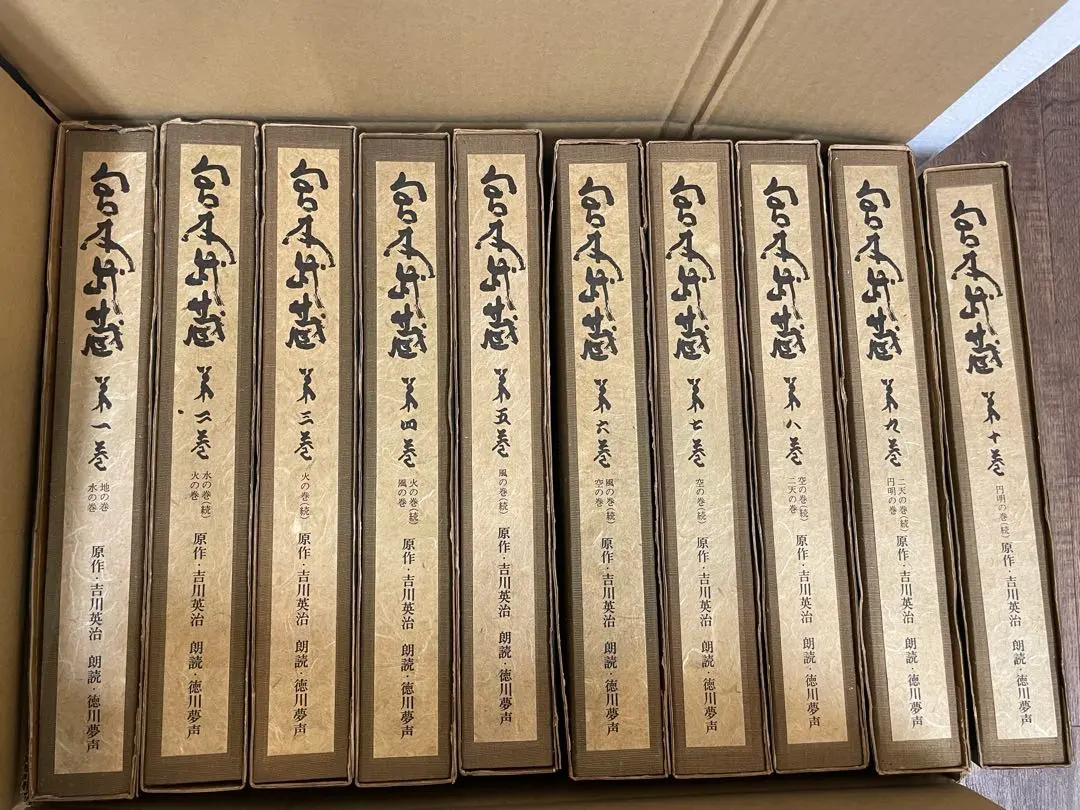 宮本武蔵 第一巻
地の巻
水の巻
原作・吉川英治 朗読・徳川夢声
宮本武蔵 第二巻
水の巻(続)
火の巻
原作・吉川英治 朗読・徳川夢声
宮本武蔵 第三巻
火の巻(続)
原作・吉川英治 朗読・徳川夢声
宮本武蔵 第四巻
火の巻(続)
風の巻
原作・吉川英治 朗読・徳川夢声
宮本武蔵 第五巻
風の巻(続)
原作・吉川英治 朗読・徳川夢声
宮本武蔵 第六巻
風の巻(続)
空の巻
原作・吉川英治 朗読・徳川夢声
宮本武蔵 第七巻
空の巻(続)
原作・吉川英治 朗読・徳川夢声
宮本武蔵 第八巻
空の巻(続)
二天の巻
原作・吉川英治 朗読・徳川夢声
宮本武蔵 第九巻
二天の巻(続)
円明の巻
原作・吉川英治 朗読・徳川夢声
宮本武蔵 第十巻
円明の巻(続)
原作・吉川英治 朗読・徳川夢声